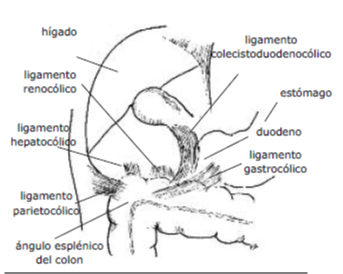 hígado
ligamento
renocólico
ligamento
hepatocólico
ligamento
parietocólico
ángulo esplénico
del colon
ligamento
colecistoduodenocólico
estómago
duodeno
ligamento
gastrocólico